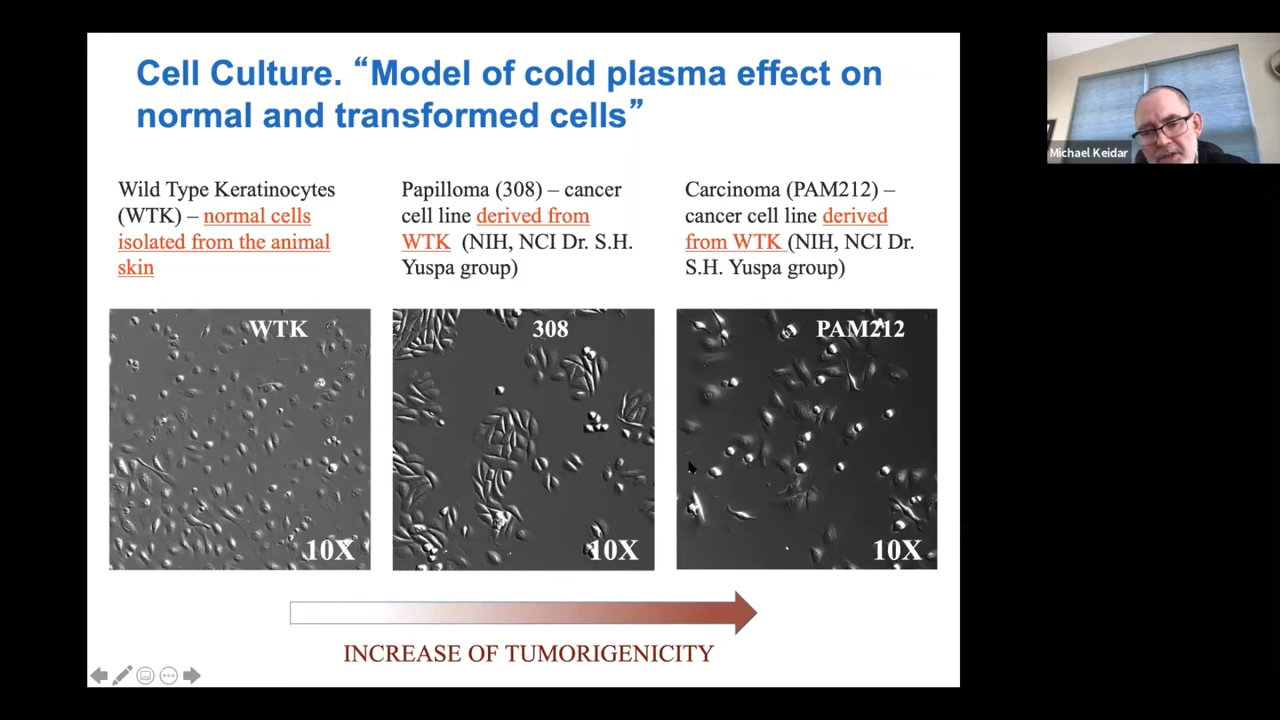 Cell Culture. “Model of cold plasma effect on
normal and transformed cells”
Michael Keidar
Wild Type Keratinocytes
(WTK) – normal cells
isolated from the animal
skin
Papilloma (308) – cancer
cell line derived from
WTK (NIH, NCI Dr. S.H.
Yuspa group)
Carcinoma (PAM212) –
cancer cell line derived
from WTK (NIH, NCI Dr.
S.H. Yuspa group)
WTK
10X
308
10X
PAM212
10X
INCREASE OF TUMORIGENICITY